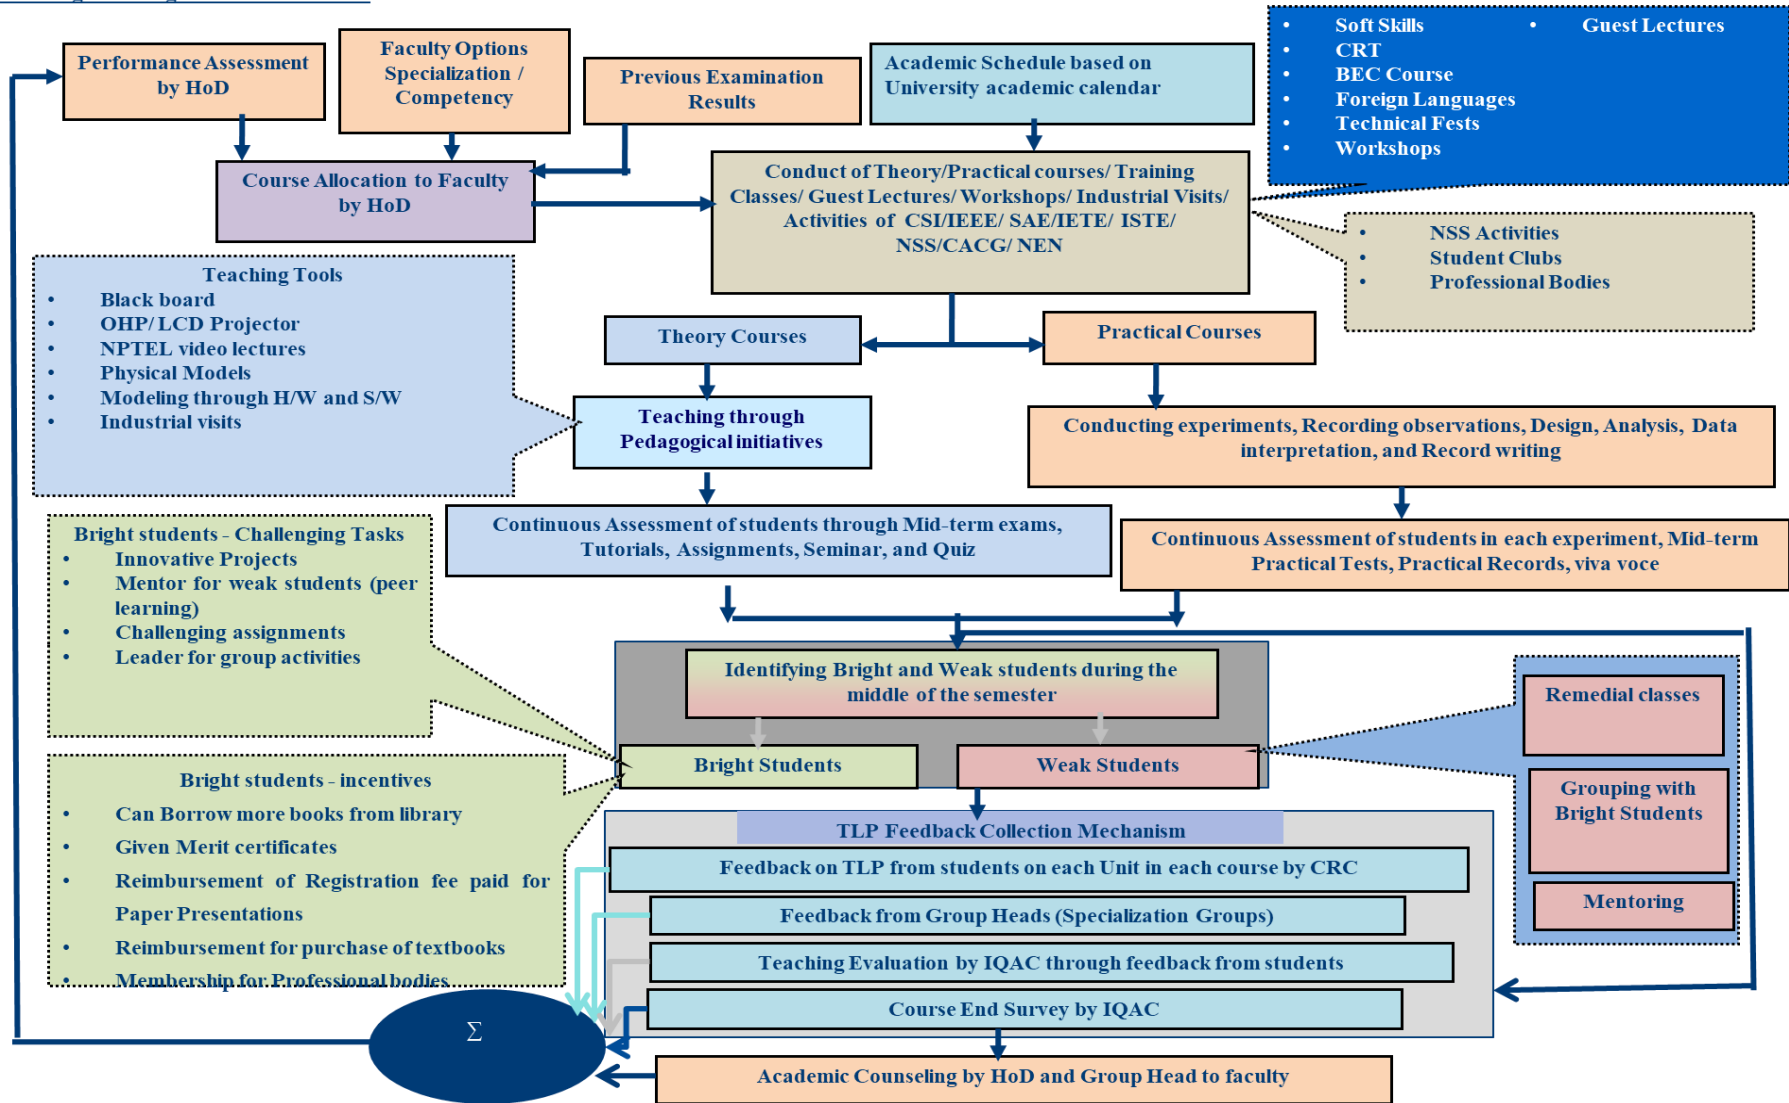 Performance Assessment
by HoD
Faculty Options
Specialization /
Competency
Previous Examination
Results
Academic Schedule based on
University academic calendar
• Soft Skills
• CRT
• BEC Course
• Foreign Languages
• Technical Fests
• Workshops
• Guest Lectures
Course Allocation to Faculty
by HoD
Conduct of Theory/Practical courses/ Training
Classes/ Guest Lectures/ Workshops/ Industrial Visits/
Activities of CSI/IEEE/ SAE/IETE/ ISTE/
NSS/CACG/ NEN
• NSS Activities
• Student Clubs
• Professional Bodies
Teaching Tools
• Black board
• OHP/ LCD Projector
• NPTEL video lectures
• Physical Models
• Modeling through H/W and S/W
• Industrial visits
Theory Courses
Practical Courses
Teaching through
Pedagogical initiatives
Conducting experiments, Recording observations, Design, Analysis, Data
interpretation, and Record writing
Continuous Assessment of students through Mid-term exams,
Tutorials, Assignments, Seminar, and Quiz
Continuous Assessment of students in each experiment, Mid-term
Practical Tests, Practical Records, viva voce
Bright students - Challenging Tasks
• Innovative Projects
• Mentor for weak students (peer
learning)
• Challenging assignments
• Leader for group activities
Identifying Bright and Weak students during the
middle of the semester
Bright Students
Weak Students
Remedial classes
Grouping with
Bright Students
Mentoring
Bright students - incentives
• Can Borrow more books from library
• Given Merit certificates
• Reimbursement of Registration fee paid for
Paper Presentations
• Reimbursement for purchase of textbooks
• Membership for Professional bodies
TLP Feedback Collection Mechanism
Feedback on TLP from students on each Unit in each course by CRC
Feedback from Group Heads (Specialization Groups)
Teaching Evaluation by IQAC through feedback from students
Course End Survey by IQAC
Σ
Academic Counseling by HoD and Group Head to faculty